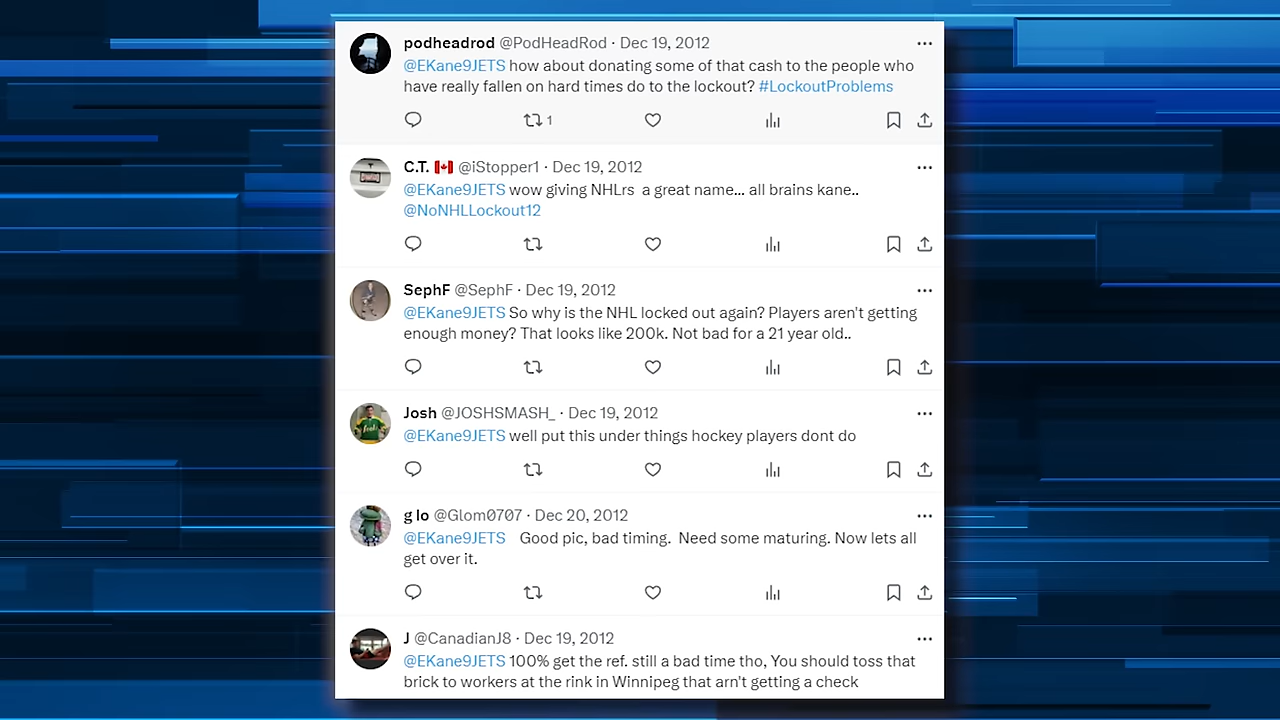 podheadrod @PodHeadRod · Dec 19, 2012
@EKane9JETS how about donating some of that cash to the people who
have really fallen on hard times do to the lockout? #LockoutProblems
1
C.T. 🇨🇦 @iStopper1 · Dec 19, 2012
@EKane9JETS wow giving NHLrs a great name... all brains kane..
@NoNHLLockout12
SephF @SephF · Dec 19, 2012
@EKane9JETS So why is the NHL locked out again? Players aren't getting
enough money? That looks like 200k. Not bad for a 21 year old..
Josh @JOSHSMASH_ · Dec 19, 2012
@EKane9JETS well put this under things hockey players dont do
g lo @Glom0707 · Dec 20, 2012
@EKane9JETS Good pic, bad timing. Need some maturing. Now lets all
get over it.
J @CanadianJ8 · Dec 19, 2012
@EKane9JETS 100% get the ref. still a bad time tho, You should toss that
brick to workers at the rink in Winnipeg that arn't getting a check